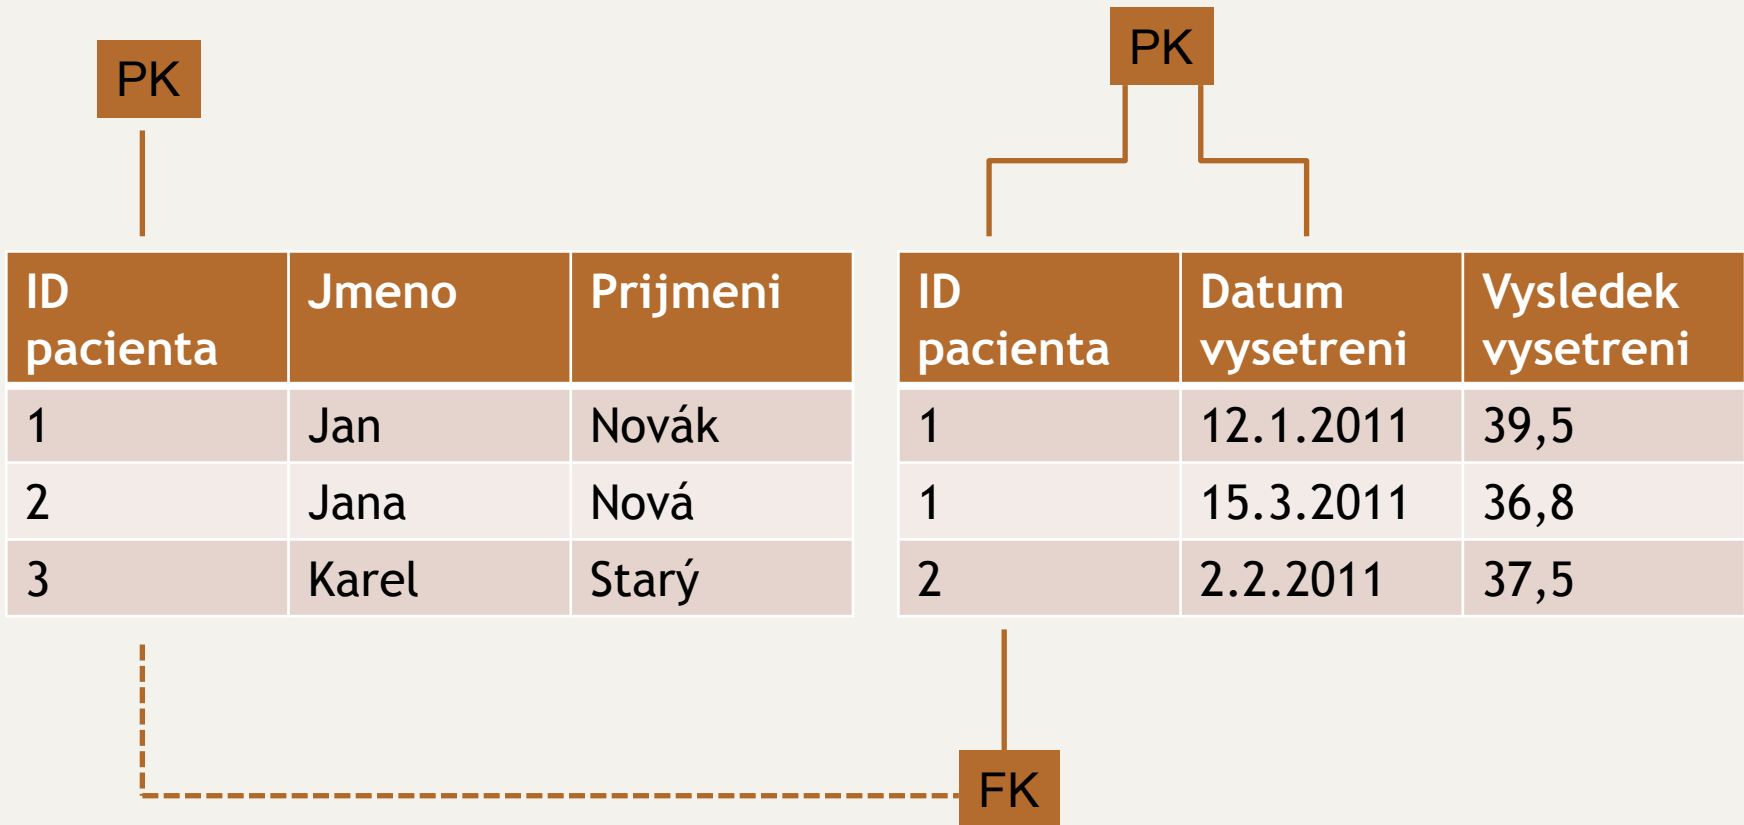 PK
PK
ID pacienta Jmeno Prijmeni
1 Jan Novák
2 Jana Nová
3 Karel Starý
ID pacienta Datum vysetreni Vysledek vysetreni
1 12.1.2011 39,5
1 15.3.2011 36,8
2 2.2.2011 37,5
FK